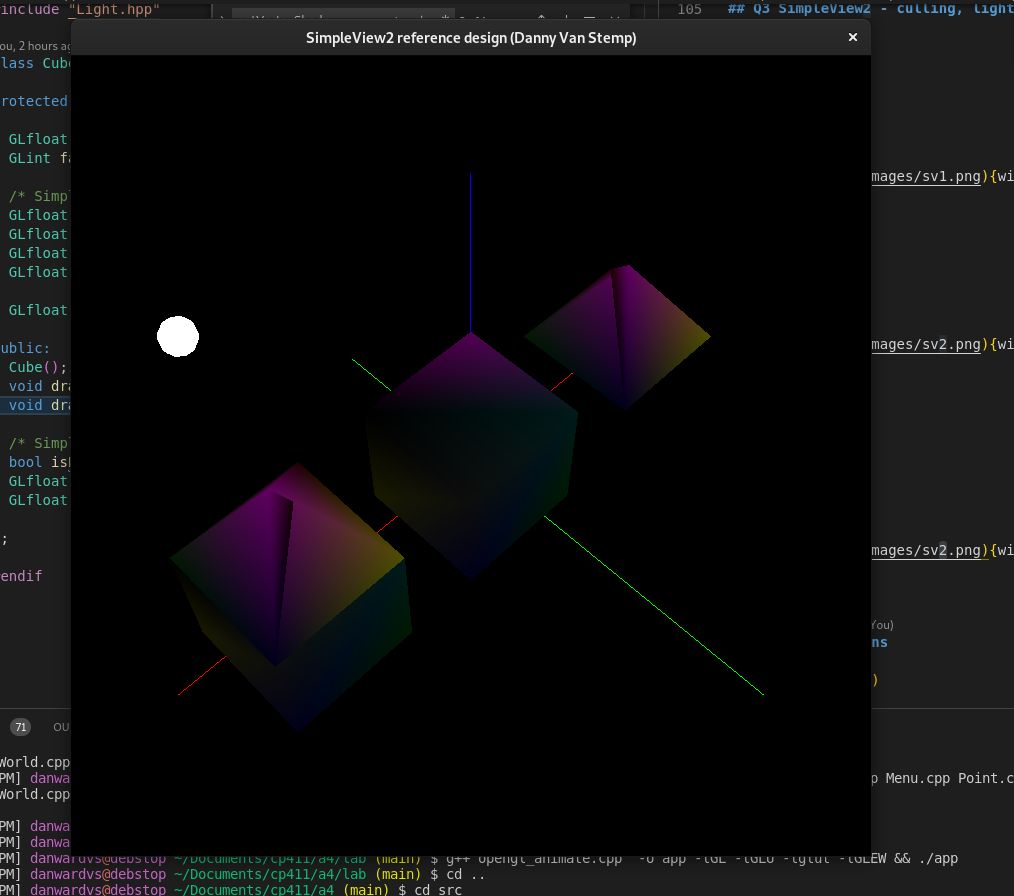 include "Light.hpp"
105 ## Q3 SimpleView2 - culling, light
SimpleView2 reference design (Danny Van Stemp)
ou, 2 hours ag
lass Cube
rotected
GLfloat
GLint fa
mages/sv1.png){wi
/* Simpl
GLfloat
GLfloat
GLfloat
GLfloat
GLfloat
ublic:
mages/sv2.png){wi
Cube();
void dra
void dra
/* Simpl
bool isB
GLfloat
GLfloat
;
mages/sv2.png){wi
endif
You)
ns
)
71 OU
World.cpp
PM] danwa p Menu.cpp Point.c
World.cpp
PM] danwa
PM] danwa
PM] danwardvs@debstop ~/Documents/cp411/a4/lab (main) $ g++ opengl_animate.cpp -o app -lGL -lGLU -lglut -lGLEW && ./app
PM] danwardvs@debstop ~/Documents/cp411/a4/lab (main) $ cd ..
PM] danwardvs@debstop ~/Documents/cp411/a4 (main) $ cd src